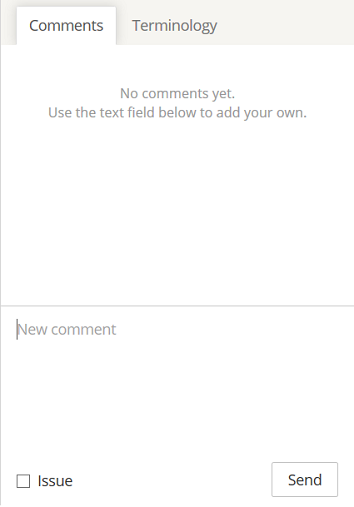 Comments Terminology
No comments yet.
Use the text field below to add your own.
New comment
Issue Send